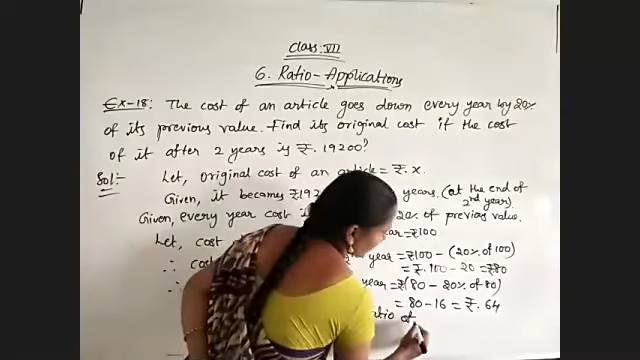 Class: VII
6. Ratio-Applications
Ex-18: The cost of an article goes down every year by 20%
of its previous value. Find its original cost if the cost
of it after 2 years is ₹. 19200?
Sol:- Let, original cost of an article = ₹. x.
Given, it becomes ₹192 years. (at the end of 2nd year).
Given, every year cost 20% of previous value.
Let, cost year = ₹100
∴ cost year = ₹100 - (20% of 100)
= ₹. 100 - 20 = ₹80
∴ year = ₹(80 - 20% of 80)
= 80 - 16 = ₹. 64
ratio of